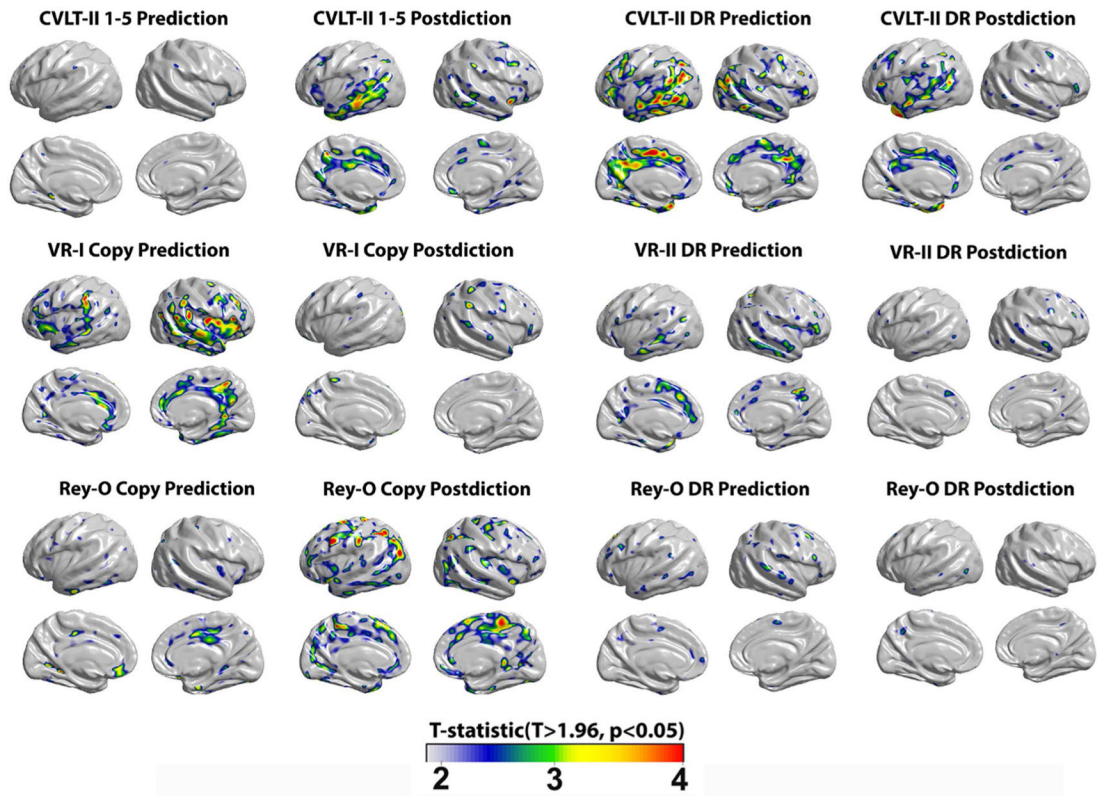 CVLT-II 1-5 Prediction
CVLT-II 1-5 Postdiction
CVLT-II DR Prediction
CVLT-II DR Postdiction
VR-I Copy Prediction
VR-I Copy Postdiction
VR-II DR Prediction
VR-II DR Postdiction
Rey-O Copy Prediction
Rey-O Copy Postdiction
Rey-O DR Prediction
Rey-O DR Postdiction
T-statistic(T>1.96, p<0.05)
2 3 4